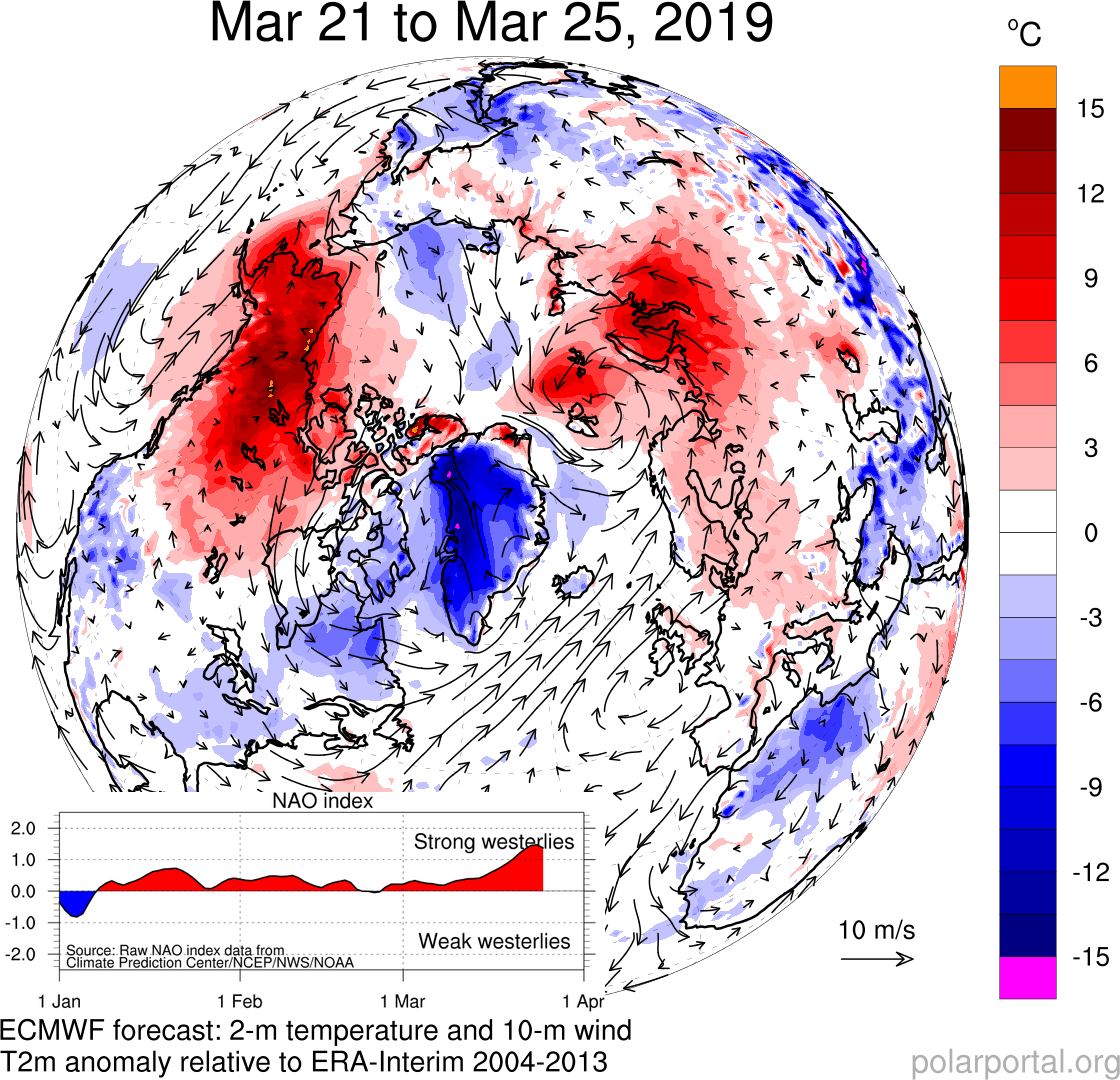 Mar 21 to Mar 25, 2019
°C
15
12
9
6
3
0
-3
-6
-9
-12
-15
NAO index
2.0
1.0
0.0
-1.0
-2.0
Strong westerlies
Weak westerlies
Source: Raw NAO index data from
Climate Prediction Center/NCEP/NWS/NOAA
1 Jan
1 Feb
1 Mar
1 Apr
10 m/s
ECMWF forecast: 2-m temperature and 10-m wind
T2m anomaly relative to ERA-Interim 2004-2013
polarportal.org